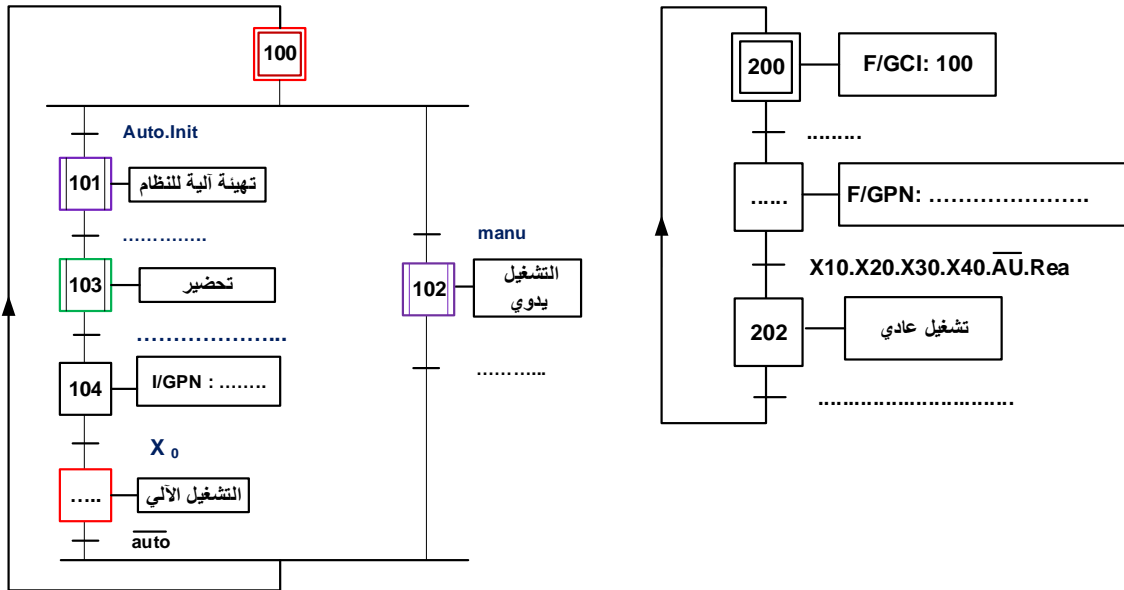 100
Auto.Init
101
تهيئة آلية للنظام
..............
103
تحضير
.....................
104
I/GPN : ........
X 0
.....
التشغيل الآلي
auto
manu
102
التشغيل
يدوي
...........
200
F/GCI: 100
.........
......
F/GPN: ........................
X10.X20.X30.X40.A̅U̅.Rea
202
تشغيل عادي
................................